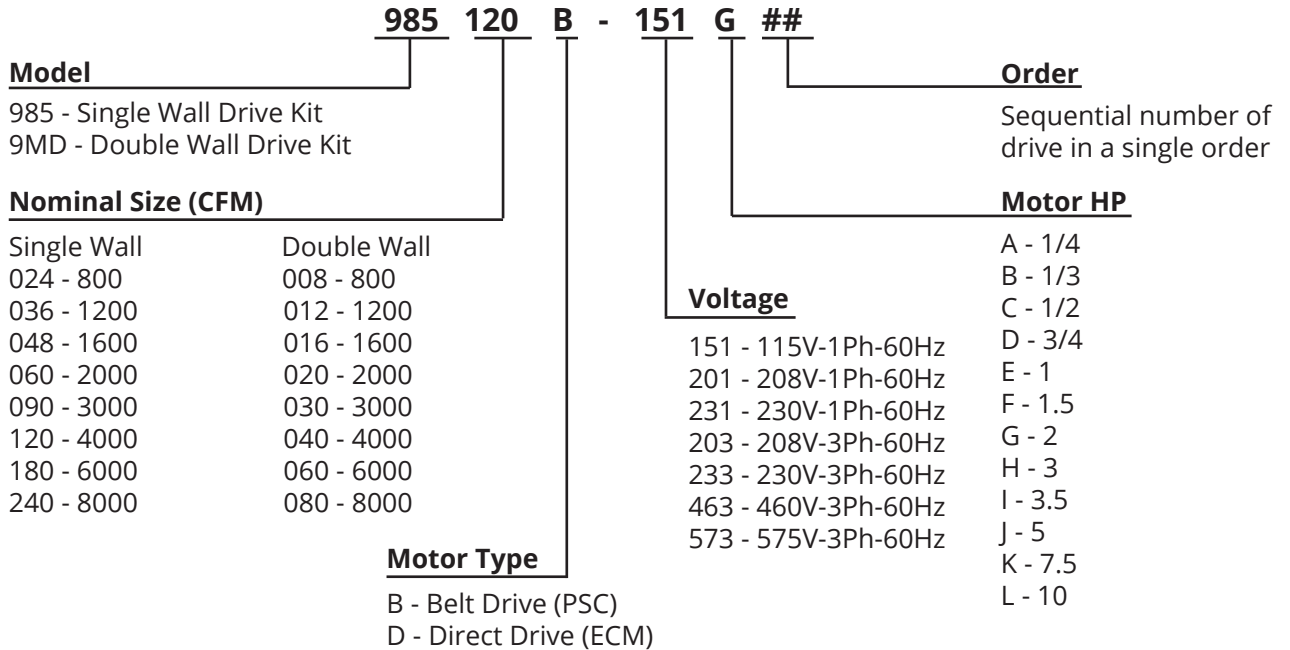 985 120 B - 151 G ##
Model
985 - Single Wall Drive Kit
9MD - Double Wall Drive Kit
Nominal Size (CFM)
Single Wall Double Wall
024 - 800 008 - 800
036 - 1200 012 - 1200
048 - 1600 016 - 1600
060 - 2000 020 - 2000
090 - 3000 030 - 3000
120 - 4000 040 - 4000
180 - 6000 060 - 6000
240 - 8000 080 - 8000
Motor Type
B - Belt Drive (PSC)
D - Direct Drive (ECM)
Voltage
151 - 115V-1Ph-60Hz
201 - 208V-1Ph-60Hz
231 - 230V-1Ph-60Hz
203 - 208V-3Ph-60Hz
233 - 230V-3Ph-60Hz
463 - 460V-3Ph-60Hz
573 - 575V-3Ph-60Hz
Order
Sequential number of
drive in a single order
Motor HP
A - 1/4
B - 1/3
C - 1/2
D - 3/4
E - 1
F - 1.5
G - 2
H - 3
I - 3.5
J - 5
K - 7.5
L - 10